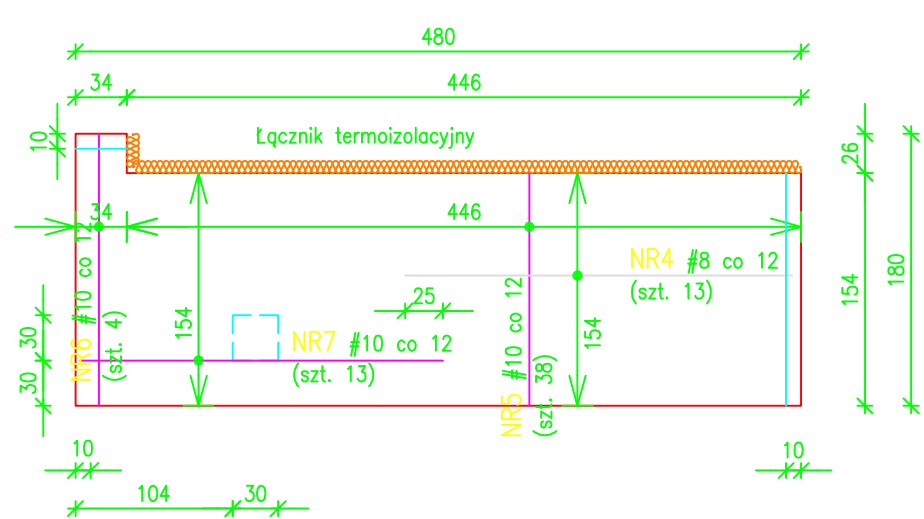 480
34
446
10
Łącznik termoizolacyjny
26
34
446
NR4 #8 co 12
(szt. 13)
154
180
25
154
154
NR7 #10 co 12
(szt. 13)
NR6 #10 co 12
(szt. 4)
NR5 #10 co 12
(szt. 38)
30
30
10
10
104
30